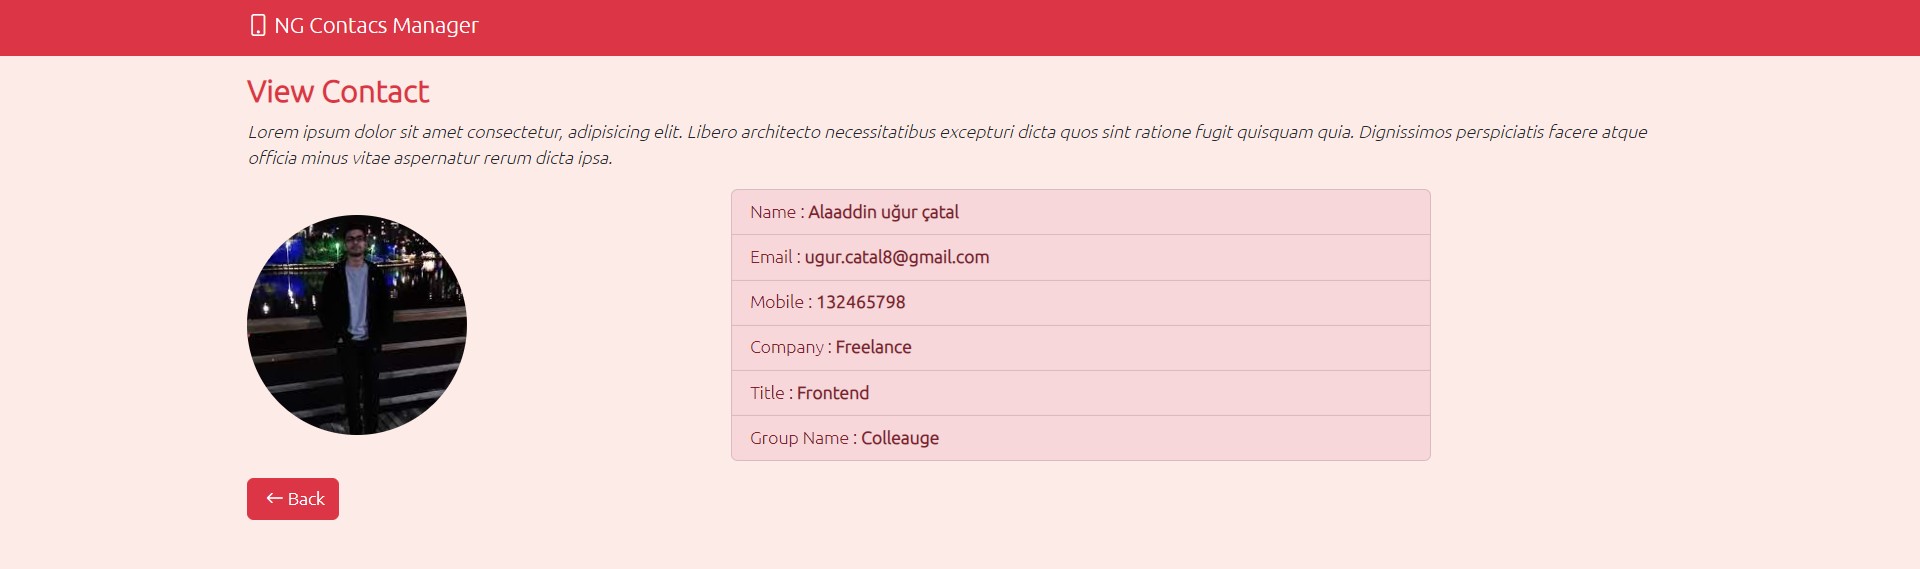 NG Contacs Manager
View Contact
Lorem ipsum dolor sit amet consectetur, adipisicing elit. Libero architecto necessitatibus excepturi dicta quos sint ratione fugit quisquam quia. Dignissimos perspiciatis facere atque
officia minus vitae aspernatur rerum dicta ipsa.
Name : Alaaddin uğur çatal
Email : ugur.catal8@gmail.com
Mobile : 132465798
Company : Freelance
Title : Frontend
Group Name : Colleauge
← Back